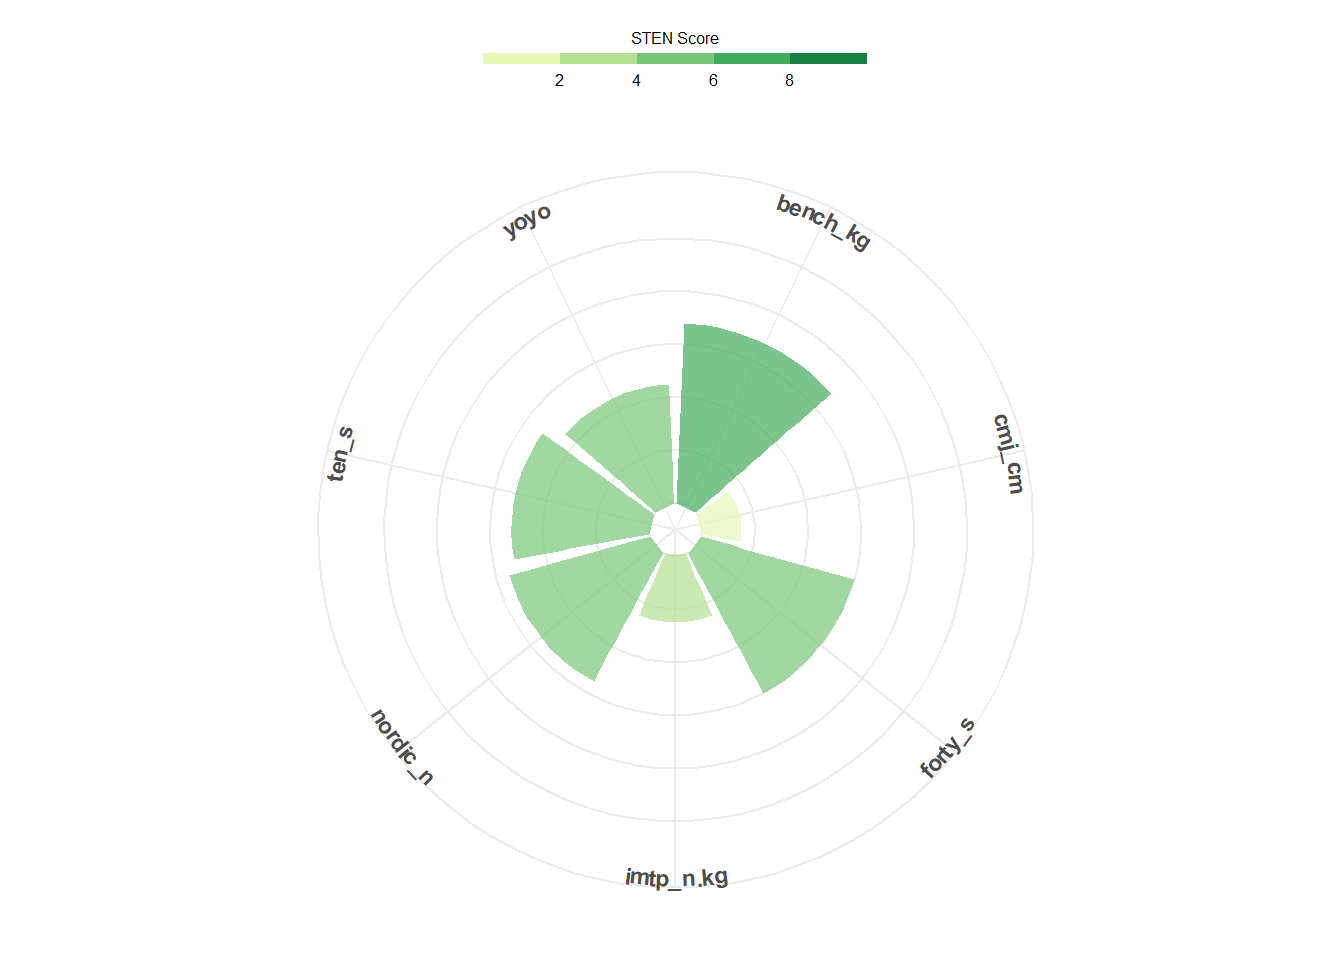 STEN Score
2 4 6 8
yoyo
bench_kg
ten_s
cmj_cm
nordic_n
forty_s
imtp_n.kg